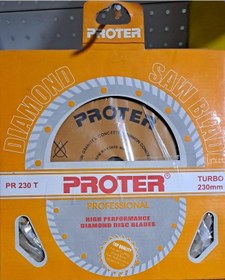 PROTER
DIAMOND
SAW BLADE
PROTER
PR 230 T
PROTER®
TURBO
230mm
PROFESSIONAL
HIGH PERFORMANCE
DIAMOND DISC BLADES